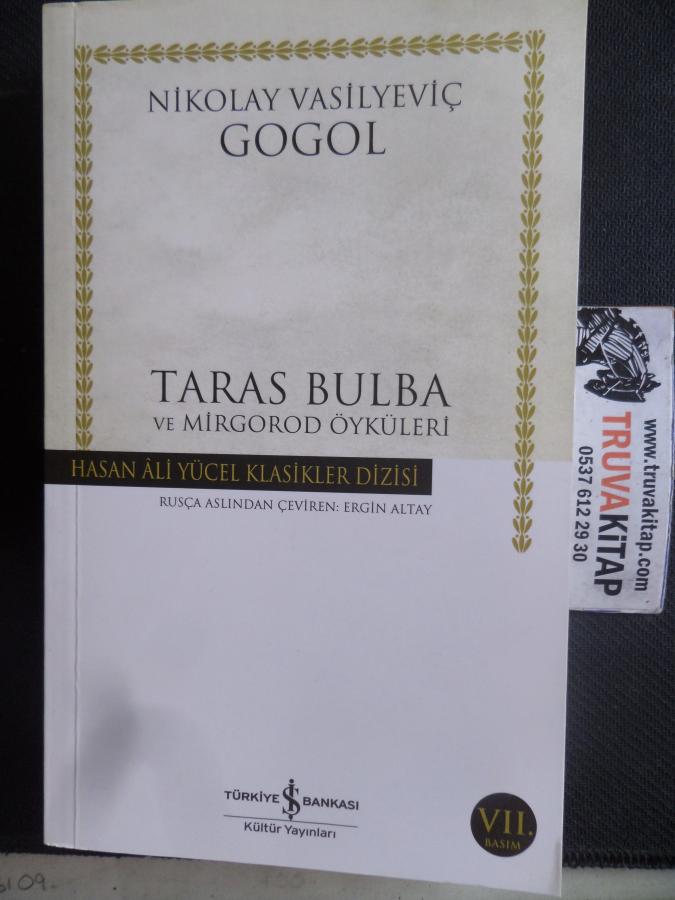 NİKOLAY VASİLYEVİÇ
GOGOL
TARAS BULBA
VE MİRGOROD ÖYKÜLERİ
HASAN ÂLİ YÜCEL KLASİKLER DİZİSİ
RUSÇA ASLINDAN ÇEVİREN: ERGİN ALTAY
TÜRKİYE İŞ BANKASI
Kültür Yayınları
VII.
BASIM
www.truvakitap.com
TRUVAKİTAP
0537 612 29 30